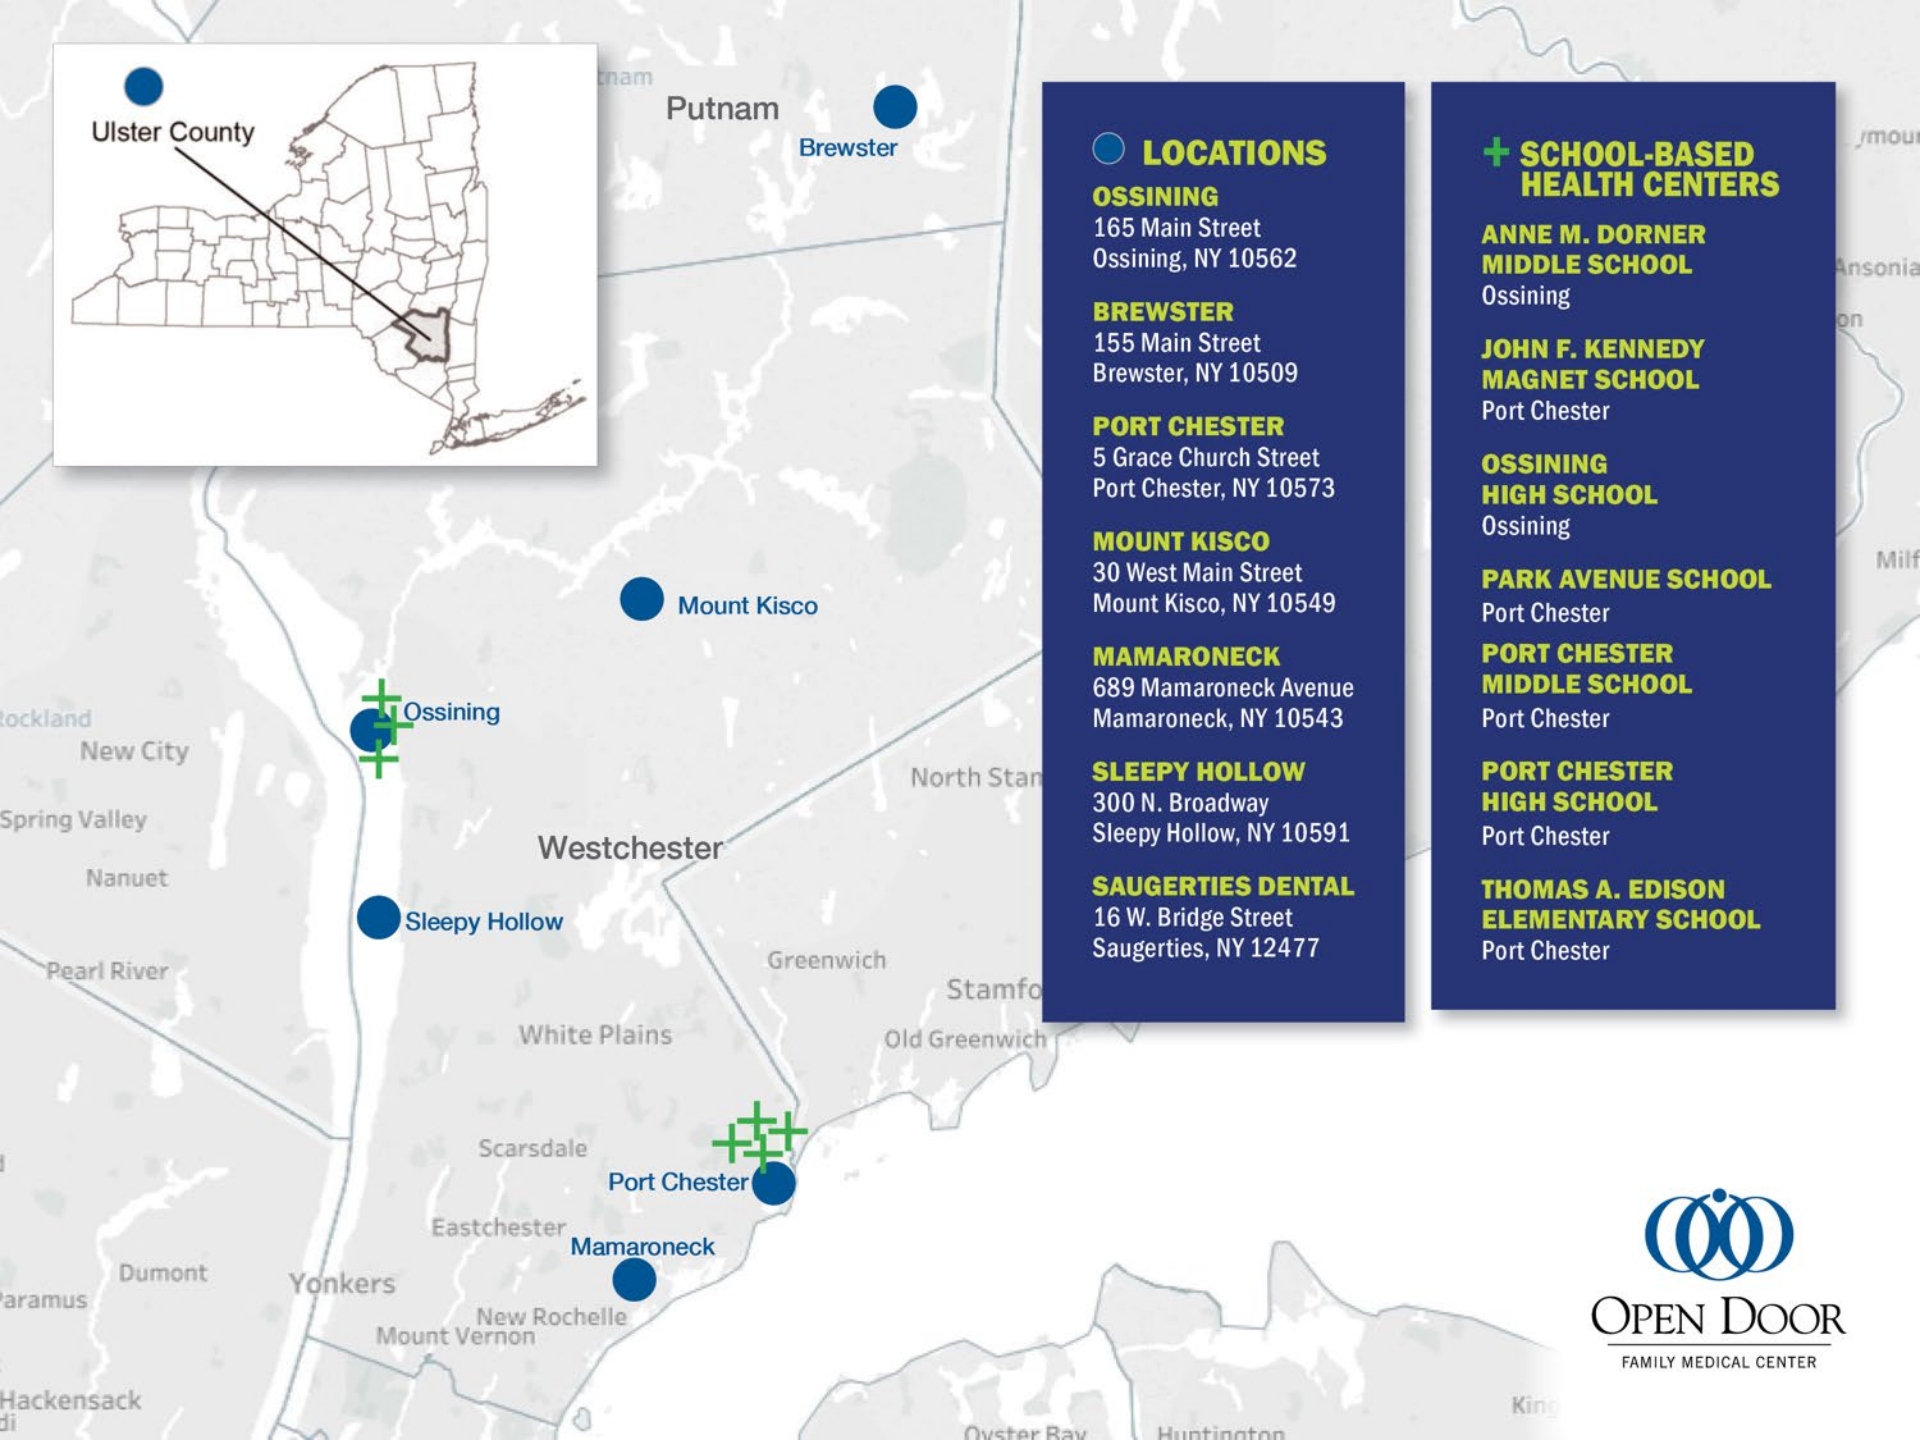 Ulster County
Putnam
Brewster
Mount Kisco
Ossining
New City
Spring Valley
North Stan
Westchester
Nanuet
Sleepy Hollow
Greenwich
Pearl River
Stamfo
White Plains
Old Greenwich
Scarsdale
Port Chester
Eastchester
Mamaroneck
Dumont
Yonkers
New Rochelle
Mount Vernon
Hackensack
Oyster Bay
Huntington
LOCATIONS
OSSINING
165 Main Street
Ossining, NY 10562
BREWSTER
155 Main Street
Brewster, NY 10509
PORT CHESTER
5 Grace Church Street
Port Chester, NY 10573
MOUNT KISCO
30 West Main Street
Mount Kisco, NY 10549
MAMARONECK
689 Mamaroneck Avenue
Mamaroneck, NY 10543
SLEEPY HOLLOW
300 N. Broadway
Sleepy Hollow, NY 10591
SAUGERTIES DENTAL
16 W. Bridge Street
Saugerties, NY 12477
SCHOOL-BASED
HEALTH CENTERS
ANNE M. DORNER
MIDDLE SCHOOL
Ossining
JOHN F. KENNEDY
MAGNET SCHOOL
Port Chester
OSSINING
HIGH SCHOOL
Ossining
PARK AVENUE SCHOOL
Port Chester
PORT CHESTER
MIDDLE SCHOOL
Port Chester
PORT CHESTER
HIGH SCHOOL
Port Chester
THOMAS A. EDISON
ELEMENTARY SCHOOL
Port Chester
OPEN DOOR
FAMILY MEDICAL CENTER